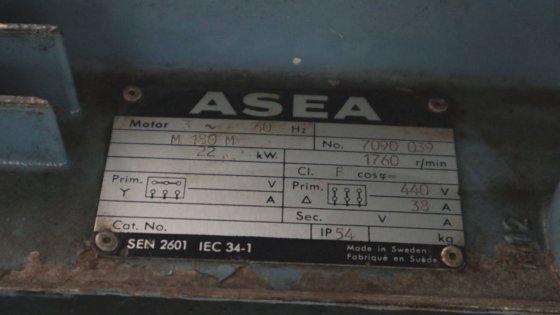 ASEA
Motor 3 ~ 60 Hz
M 180 M No. 7090 039
22 kW 1760 r/min
Cl. F cosφ=
Prim. Y V Prim. △ 440 V
A 38 A
Sec. V A
Cat. No. IP 54 kg
SEN 2601 IEC 34-1 Made in Sweden
Fabriqué en Suède